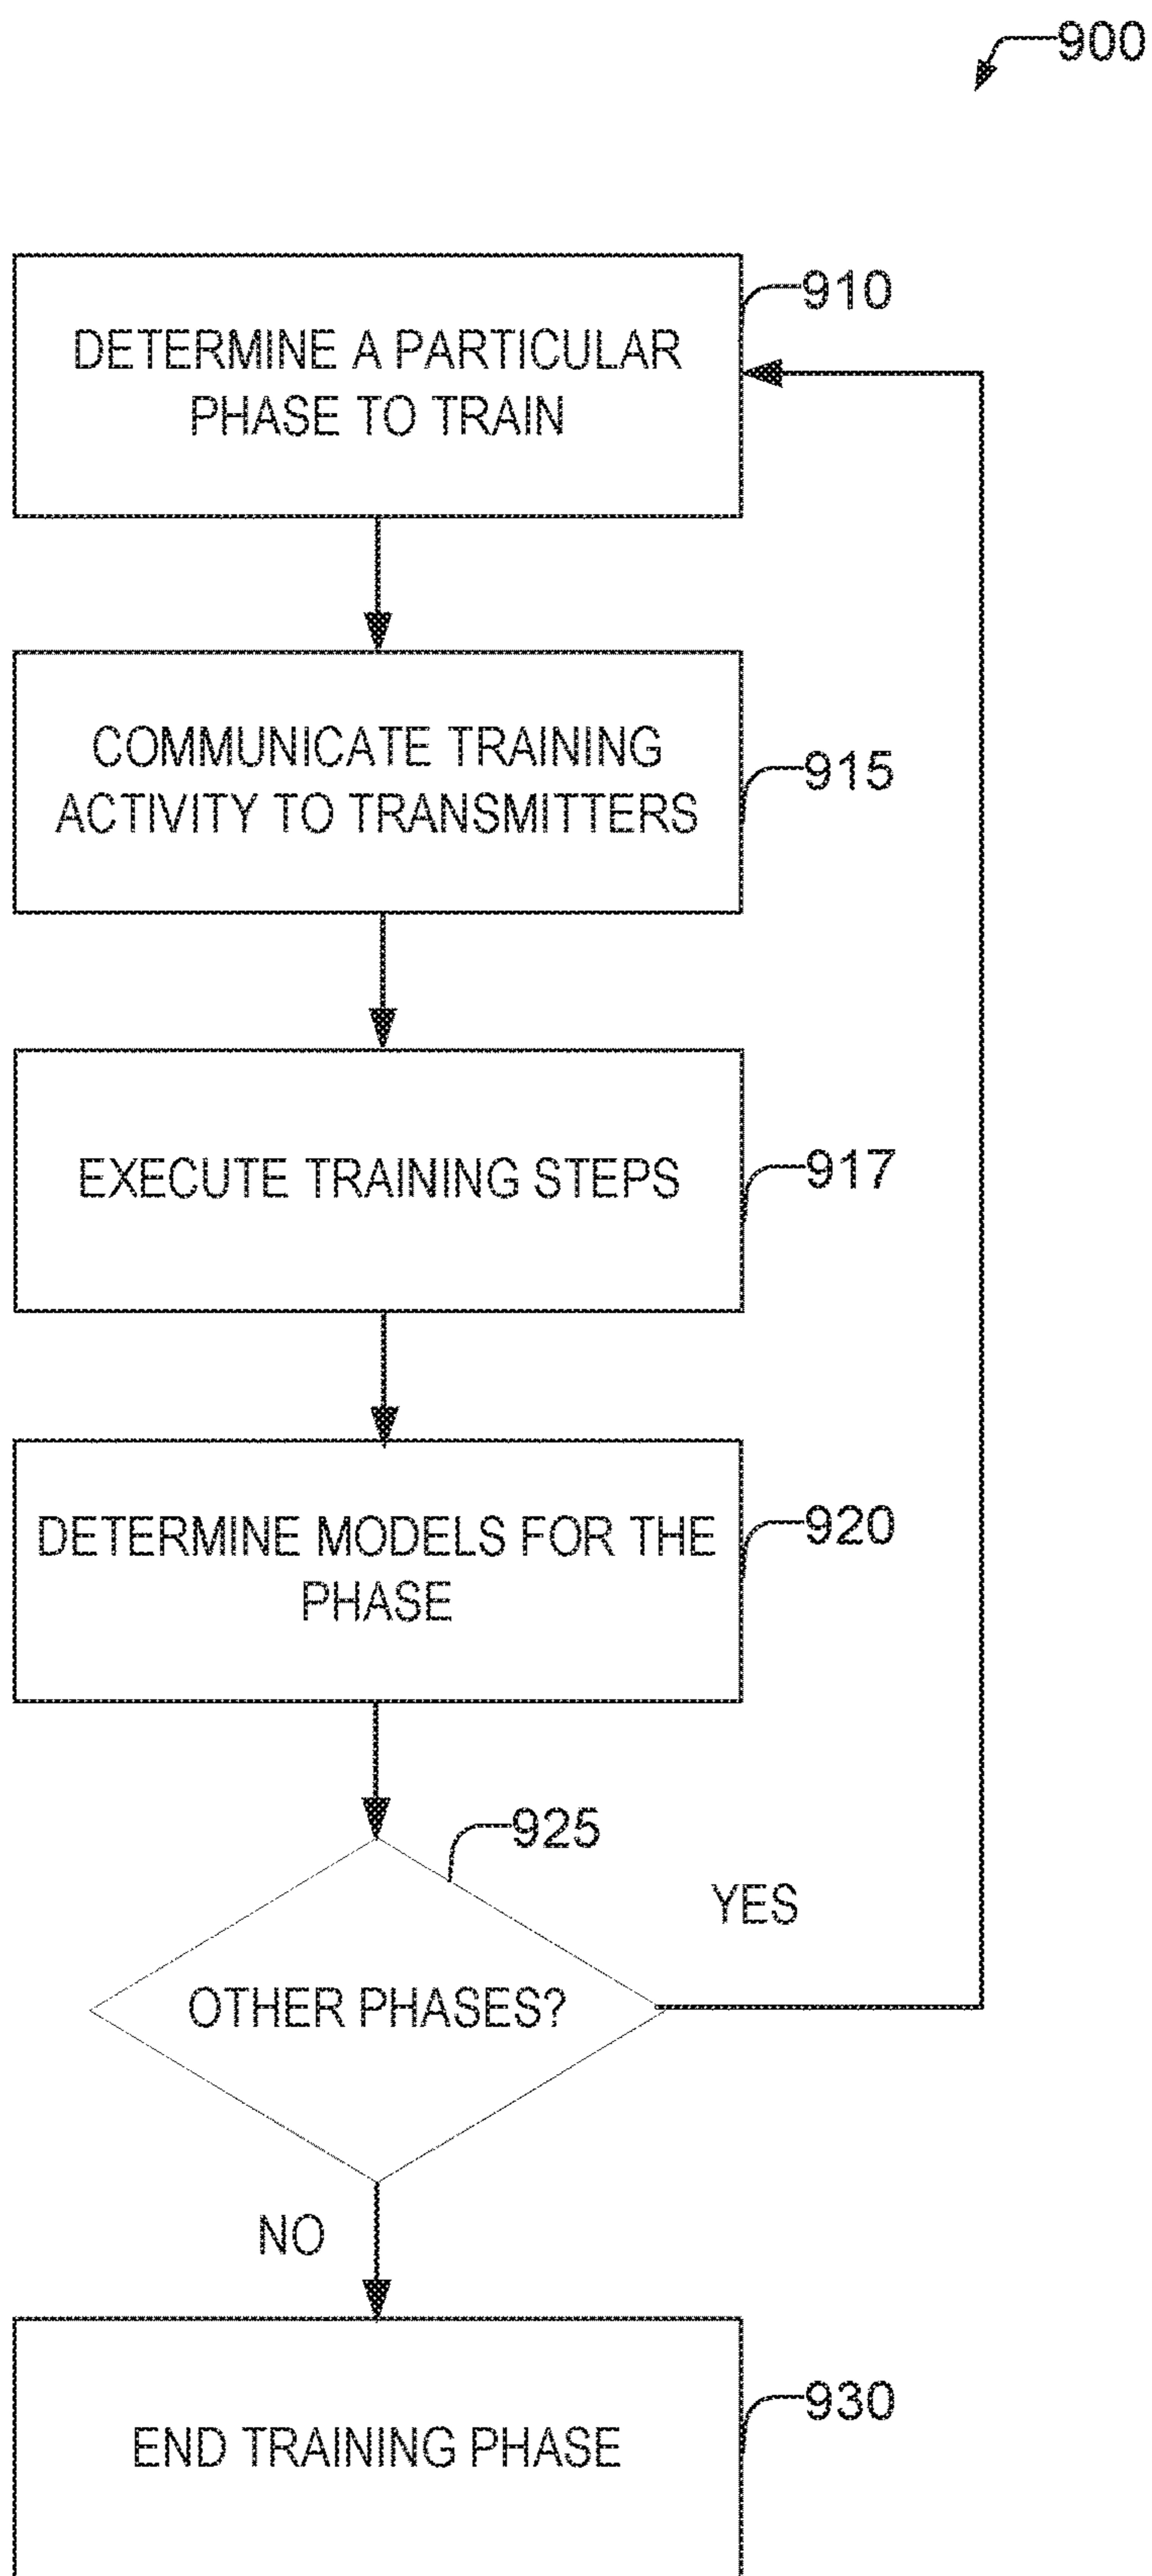 900
910
DETERMINE A PARTICULAR
PHASE TO TRAIN
COMMUNICATE TRAINING
ACTIVITY TO TRANSMITTERS
915
EXECUTE TRAINING STEPS
917
DETERMINE MODELS FOR THE
PHASE
920
925
YES
OTHER PHASES?
NO
END TRAINING PHASE
930